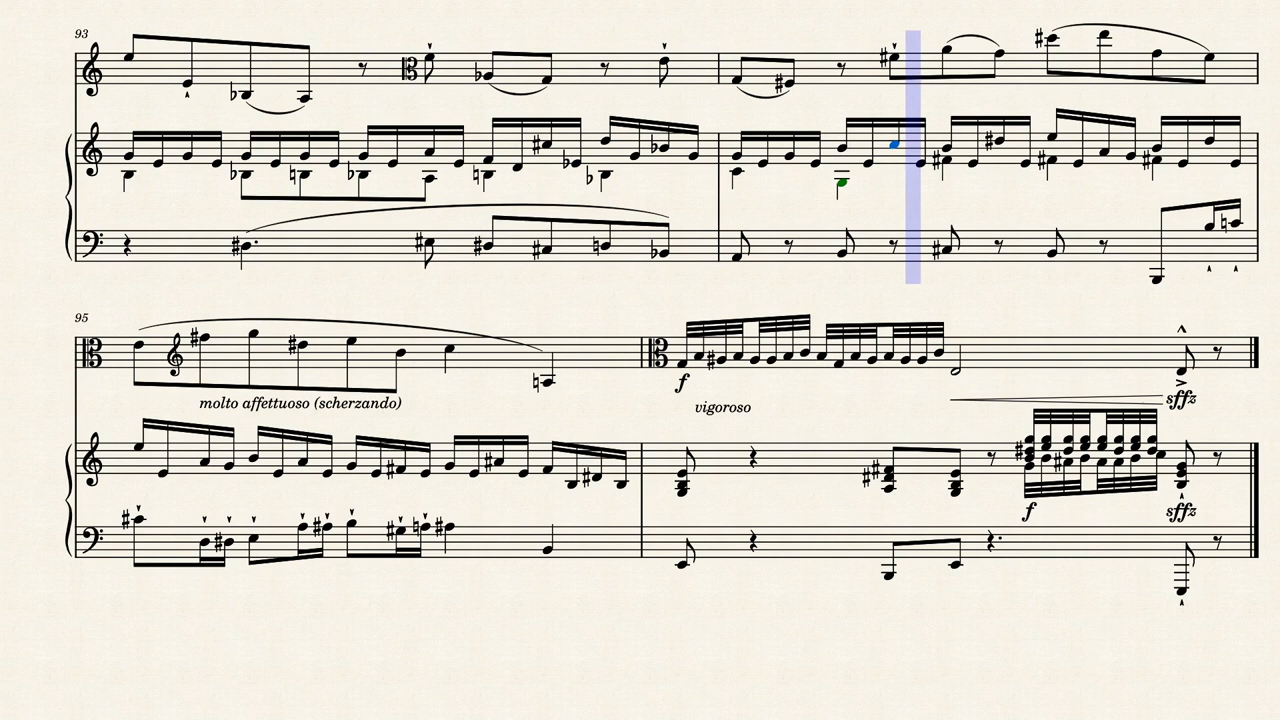 93
95
molto affettuoso (scherzando)
f
vigoroso
sffz
f
sffz